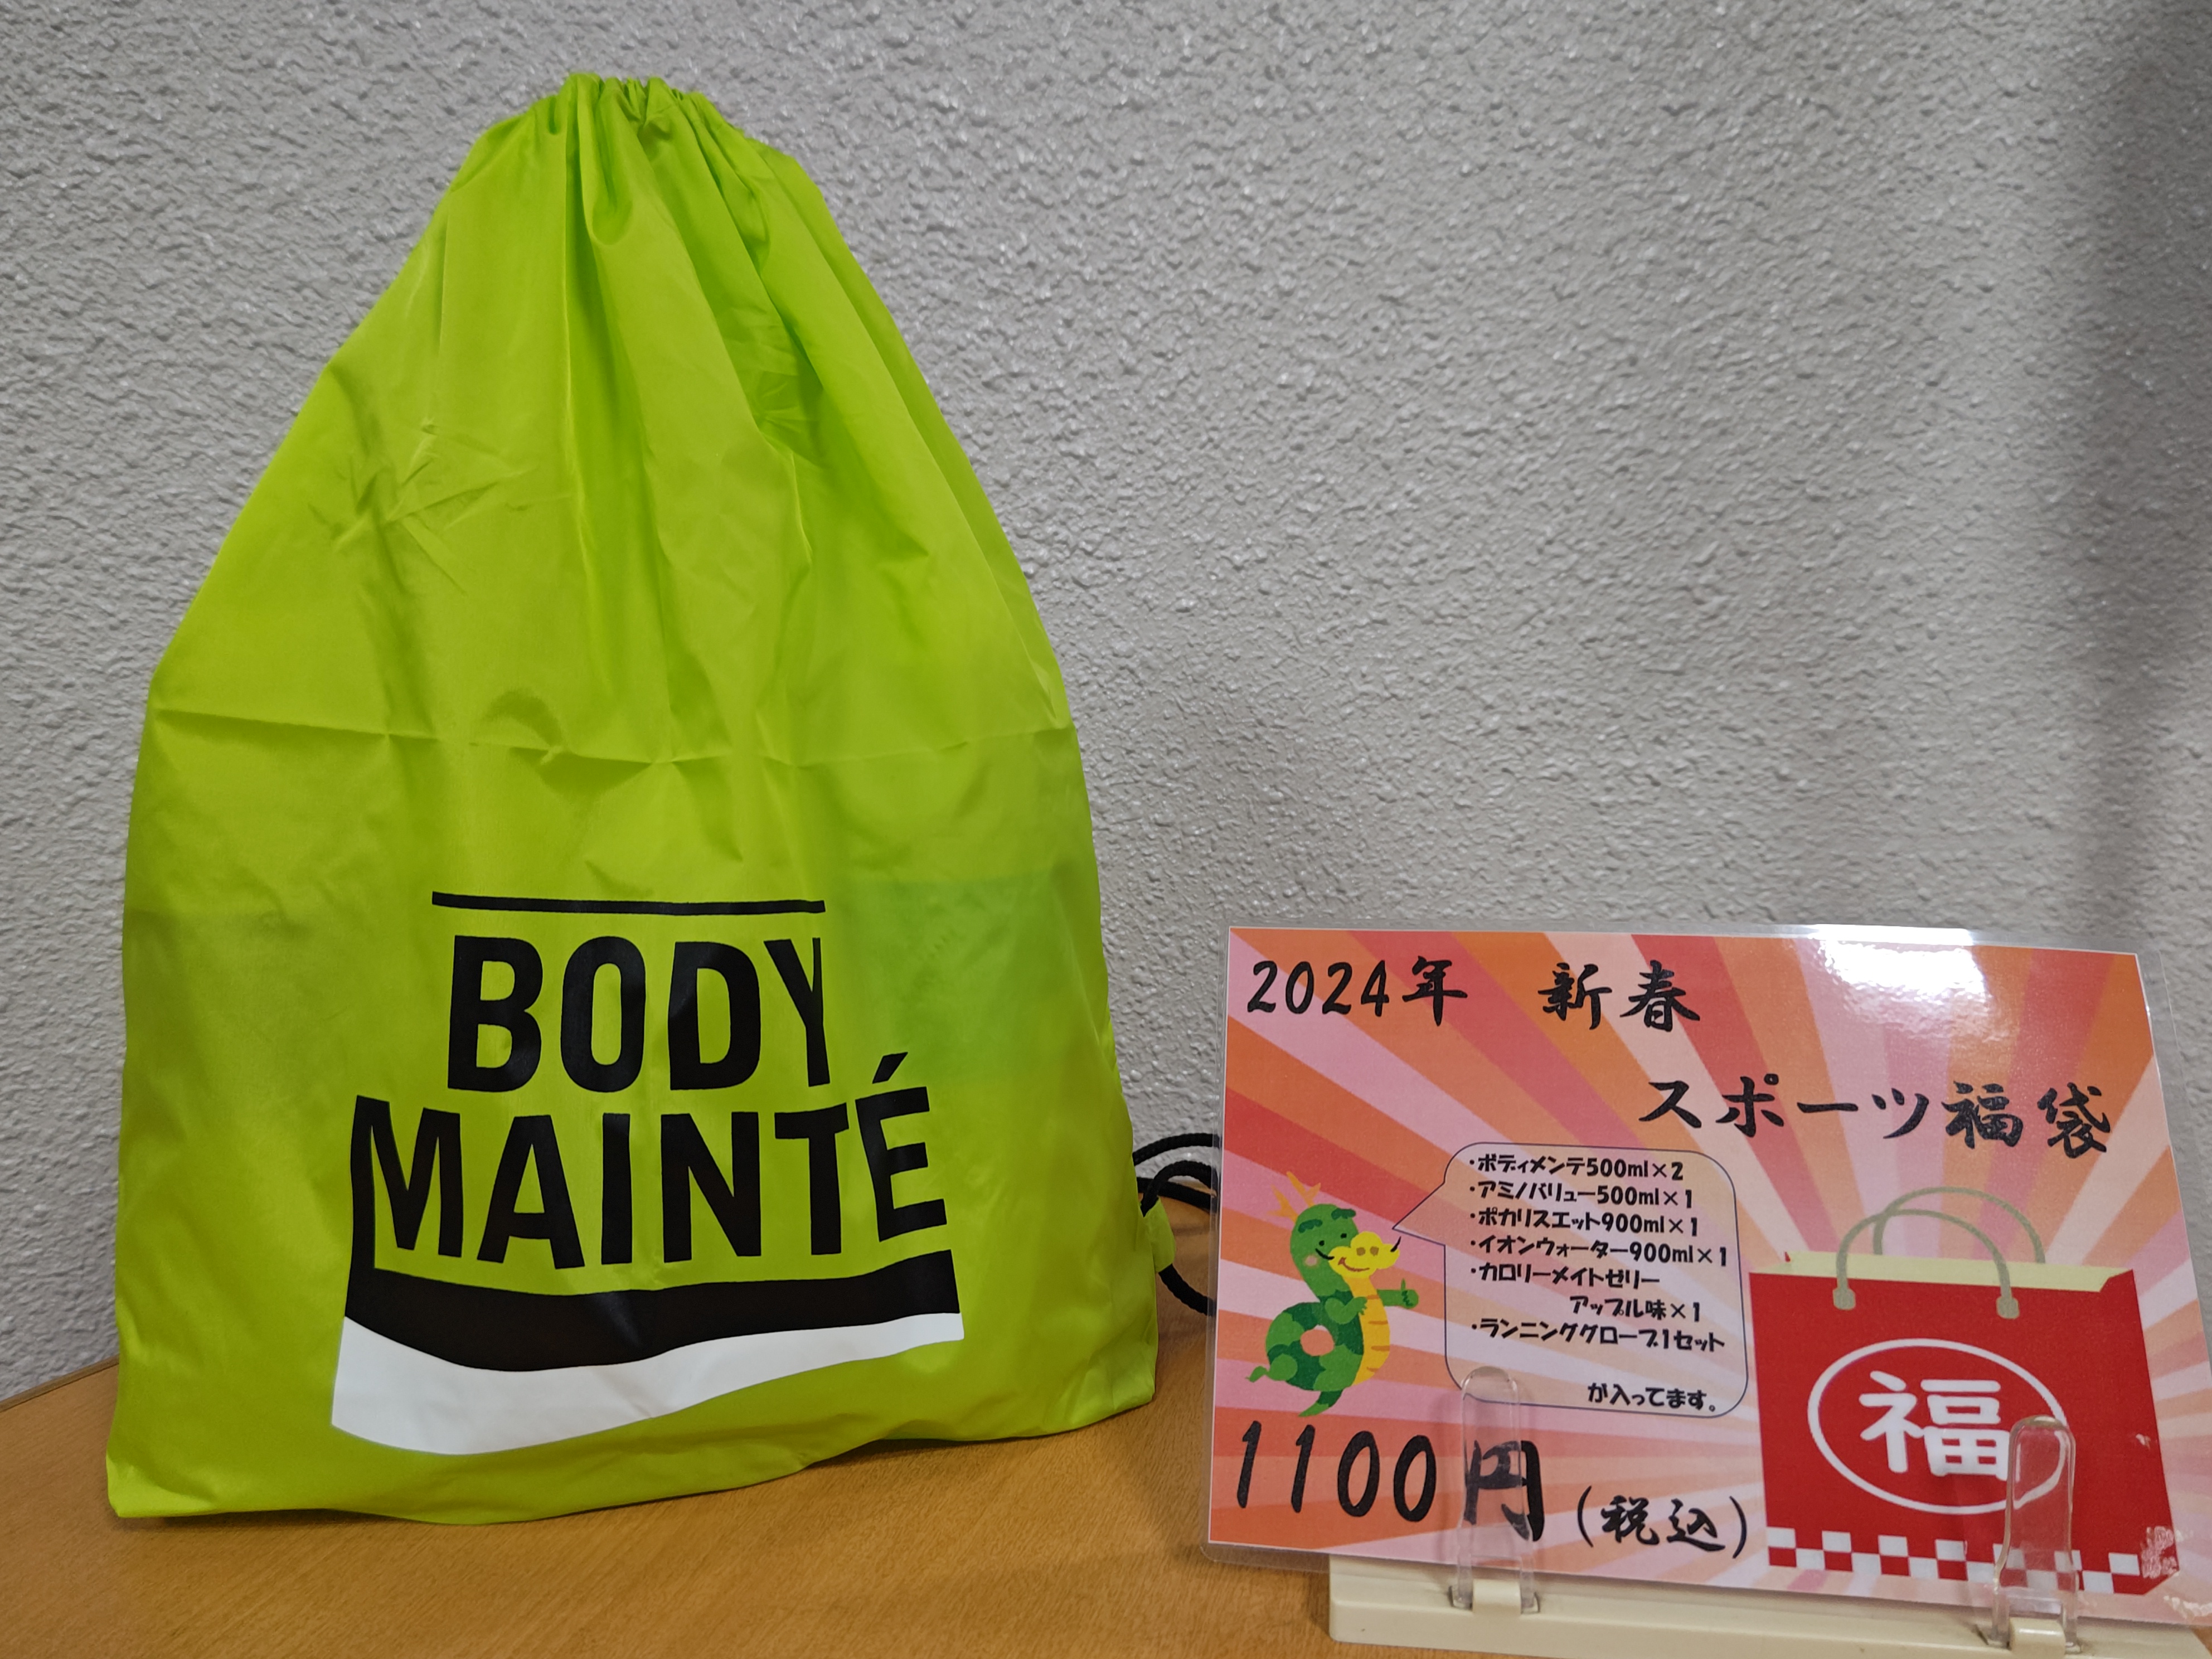 BODY
MAINTÉ
2024年 新春
スポーツ福袋
・ボディメンテ500ml×2
・アミノバリュー500ml×1
・ポカリスエット900ml×1
・イオンウォーター900ml×1
・カロリーメイトゼリー
アップル味×1
・ランニンググローブ1セット
が入ってます。
福
1100円(税込)